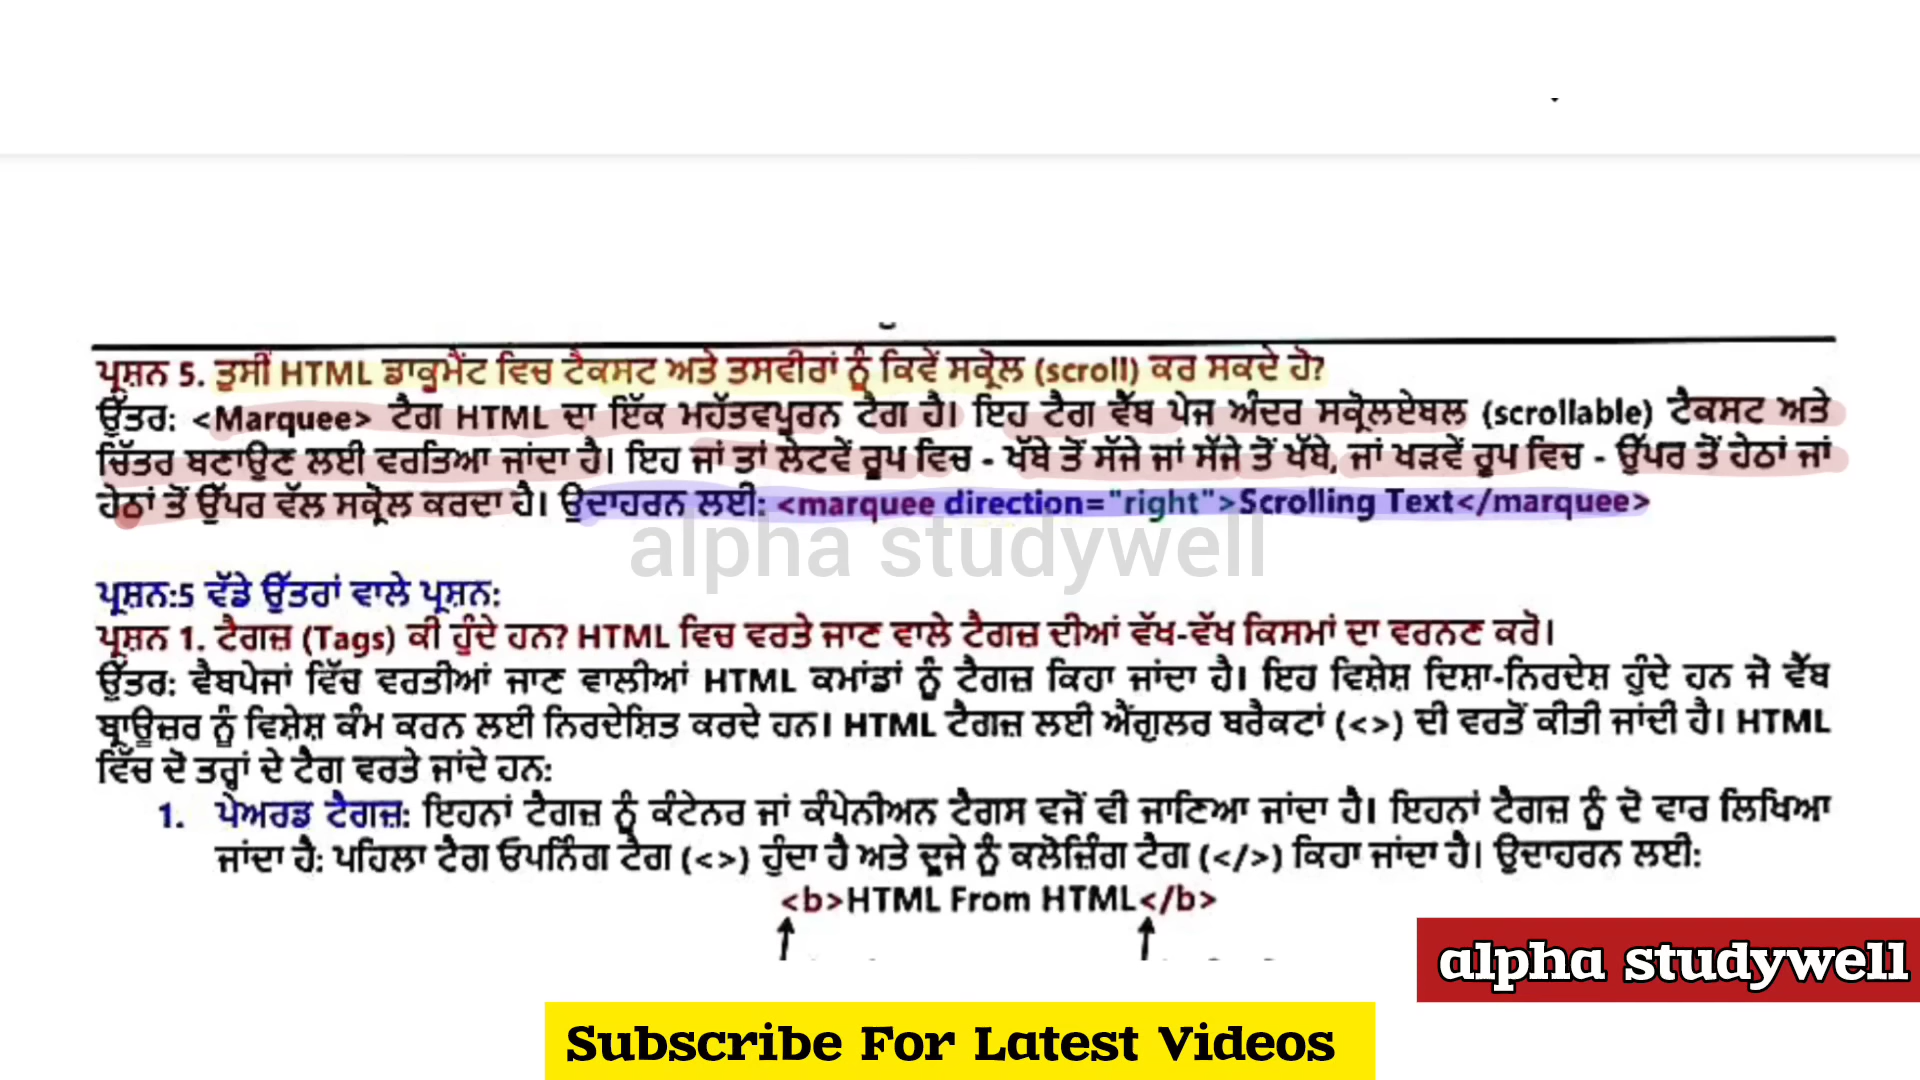 ਪ੍ਰਸ਼ਨ 5. ਤੁਸੀਂ HTML ਡਾਕੂਮੈਂਟ ਵਿਚ ਟੈਕਸਟ ਅਤੇ ਤਸਵੀਰਾਂ ਨੂੰ ਕਿਵੇਂ ਸਕ੍ਰੋਲ (scroll) ਕਰ ਸਕਦੇ ਹੋ?
ਉੱਤਰ: <Marquee> ਟੈਗ HTML ਦਾ ਇੱਕ ਮਹੱਤਵਪੂਰਨ ਟੈਗ ਹੈ। ਇਹ ਟੈਗ ਵੈੱਬ ਪੇਜ ਅੰਦਰ ਸਕ੍ਰੋਲਏਬਲ (scrollable) ਟੈਕਸਟ ਅਤੇ
ਚਿੱਤਰ ਬਣਾਉਣ ਲਈ ਵਰਤਿਆ ਜਾਂਦਾ ਹੈ। ਇਹ ਜਾਂ ਤਾਂ ਲੇਟਵੇਂ ਰੂਪ ਵਿਚ - ਖੱਬੇ ਤੋਂ ਸੱਜੇ ਜਾਂ ਸੱਜੇ ਤੋਂ ਖੱਬੇ, ਜਾਂ ਖੜਵੇਂ ਰੂਪ ਵਿਚ - ਉੱਪਰ ਤੋਂ ਹੇਠਾਂ ਜਾਂ
ਹੇਠਾਂ ਤੋਂ ਉੱਪਰ ਵੱਲ ਸਕ੍ਰੋਲ ਕਰਦਾ ਹੈ। ਉਦਾਹਰਨ ਲਈ: <marquee direction="right">Scrolling Text</marquee>
alpha studywell
ਪ੍ਰਸ਼ਨ:5 ਵੱਡੇ ਉੱਤਰਾਂ ਵਾਲੇ ਪ੍ਰਸ਼ਨ:
ਪ੍ਰਸ਼ਨ 1. ਟੈਗਜ਼ (Tags) ਕੀ ਹੁੰਦੇ ਹਨ? HTML ਵਿਚ ਵਰਤੇ ਜਾਣ ਵਾਲੇ ਟੈਗਜ਼ ਦੀਆਂ ਵੱਖ-ਵੱਖ ਕਿਸਮਾਂ ਦਾ ਵਰਨਣ ਕਰੋ।
ਉੱਤਰ: ਵੈਬਪੇਜਾਂ ਵਿੱਚ ਵਰਤੀਆਂ ਜਾਣ ਵਾਲੀਆਂ HTML ਕਮਾਂਡਾਂ ਨੂੰ ਟੈਗਜ਼ ਕਿਹਾ ਜਾਂਦਾ ਹੈ। ਇਹ ਵਿਸ਼ੇਸ਼ ਦਿਸ਼ਾ-ਨਿਰਦੇਸ਼ ਹੁੰਦੇ ਹਨ ਜੋ ਵੈੱਬ
ਬ੍ਰਾਊਜ਼ਰ ਨੂੰ ਵਿਸ਼ੇਸ਼ ਕੰਮ ਕਰਨ ਲਈ ਨਿਰਦੇਸ਼ਿਤ ਕਰਦੇ ਹਨ। HTML ਟੈਗਜ਼ ਲਈ ਐਂਗੁਲਰ ਬਰੈਕਟਾਂ (<>) ਦੀ ਵਰਤੋਂ ਕੀਤੀ ਜਾਂਦੀ ਹੈ। HTML
ਵਿੱਚ ਦੋ ਤਰ੍ਹਾਂ ਦੇ ਟੈਗ ਵਰਤੇ ਜਾਂਦੇ ਹਨ:
1. ਪੇਅਰਡ ਟੈਗਜ਼: ਇਹਨਾਂ ਟੈਗਜ਼ ਨੂੰ ਕੰਟੇਨਰ ਜਾਂ ਕੰਪੇਨੀਅਨ ਟੈਗਸ ਵਜੋਂ ਵੀ ਜਾਣਿਆ ਜਾਂਦਾ ਹੈ। ਇਹਨਾਂ ਟੈਗਜ਼ ਨੂੰ ਦੋ ਵਾਰ ਲਿਖਿਆ
ਜਾਂਦਾ ਹੈ: ਪਹਿਲਾ ਟੈਗ ਓਪਨਿੰਗ ਟੈਗ (<>) ਹੁੰਦਾ ਹੈ ਅਤੇ ਦੂਜੇ ਨੂੰ ਕਲੋਜ਼ਿੰਗ ਟੈਗ (</>) ਕਿਹਾ ਜਾਂਦਾ ਹੈ। ਉਦਾਹਰਨ ਲਈ:
<b>HTML From HTML</b>
alpha studywell
Subscribe For Latest Videos